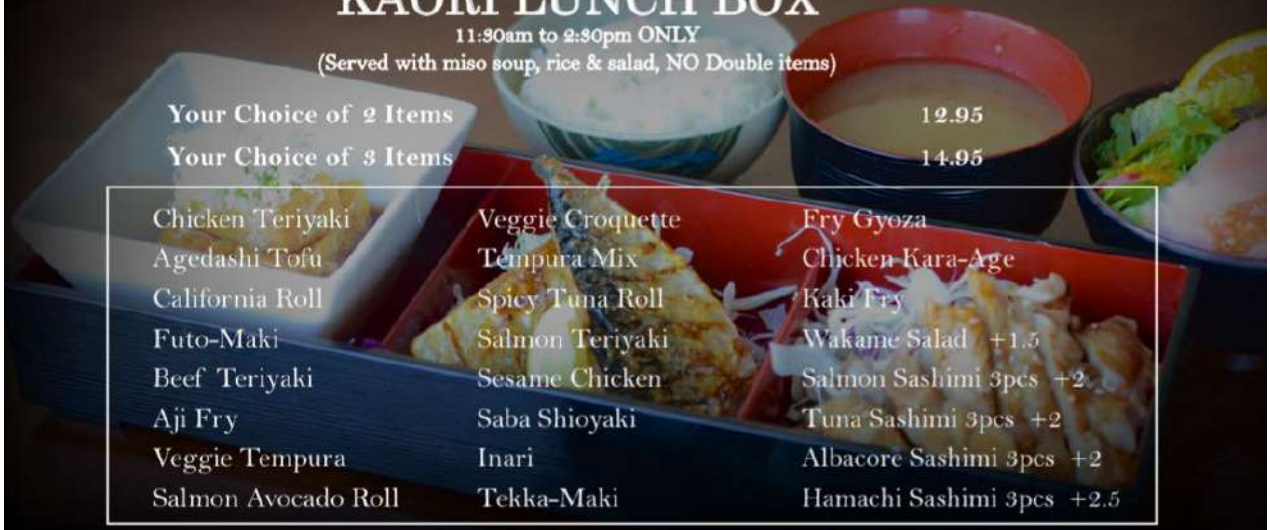 KAORI LUNCH BOX
11:30am to 2:30pm ONLY
(Served with miso soup, rice & salad, NO Double items)
Your Choice of 2 Items 12.95
Your Choice of 3 Items 14.95
Chicken Teriyaki Veggie Croquette Fry Gyoza
Agedashi Tofu Tempura Mix Chicken Kara-Age
California Roll Spicy Tuna Roll Kaki Fry
Futo-Maki Salmon Teriyaki Wakame Salad +1.5
Beef Teriyaki Sesame Chicken Salmon Sashimi 3pcs +2
Aji Fry Saba Shioyaki Tuna Sashimi 3pcs +2
Veggie Tempura Inari Albacore Sashimi 3pcs +2
Salmon Avocado Roll Tekka-Maki Hamachi Sashimi 3pcs +2.5